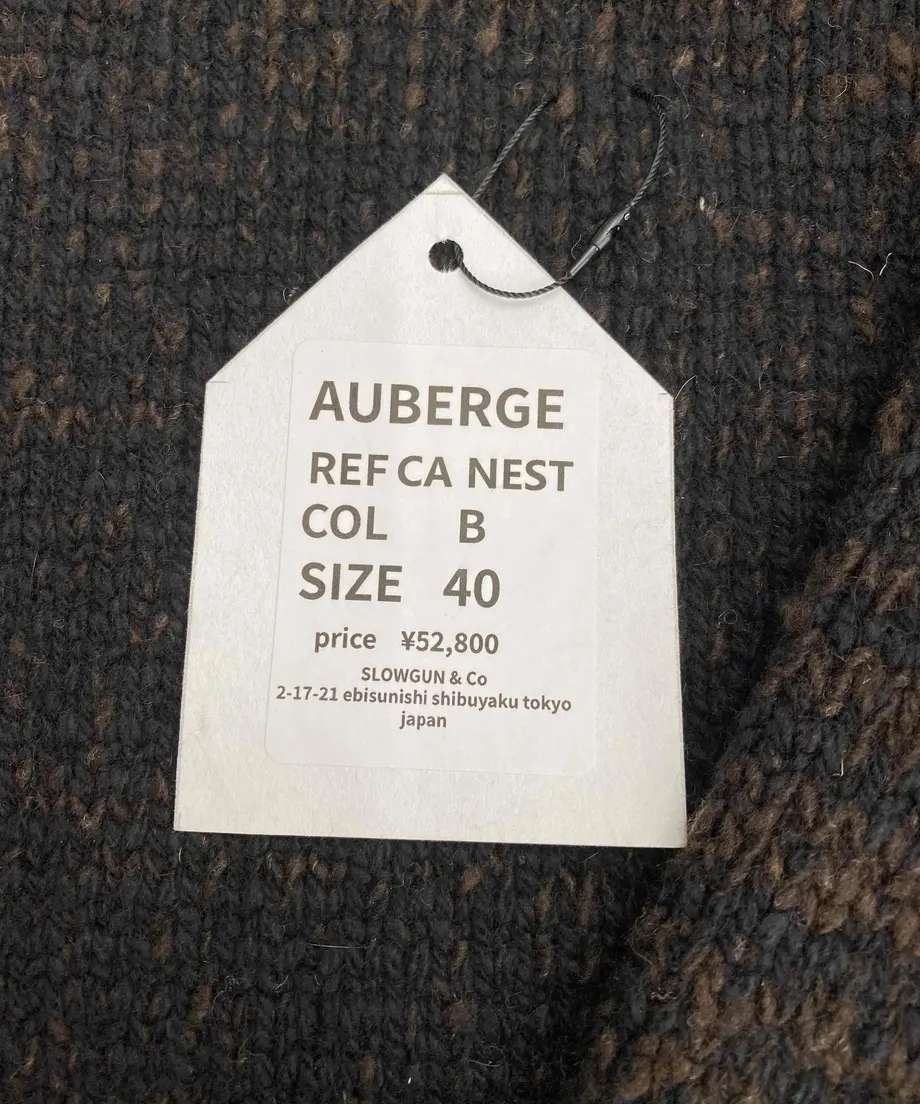 AUBERGE
REF CA NEST
COL B
SIZE 40
price ¥52,800
SLOWGUN & Co
2-17-21 ebisunishi shibuyaku tokyo
japan